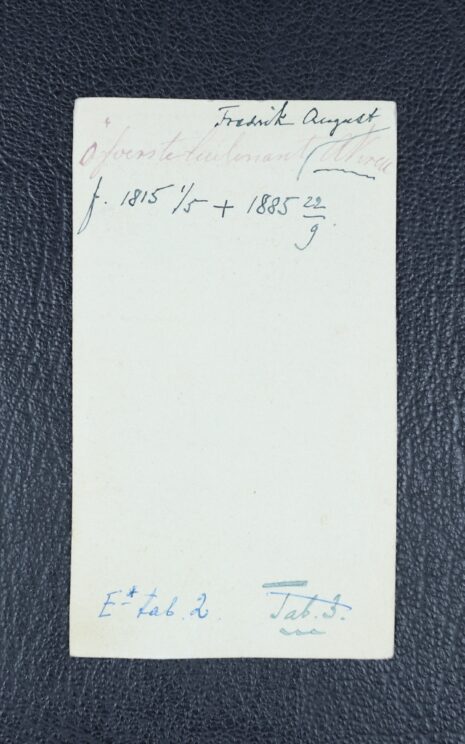 Fredrik August
Öfverstelieutenant
f. 1815 1/5 + 1885 22/9
E* tab. 2. Tab. 3.